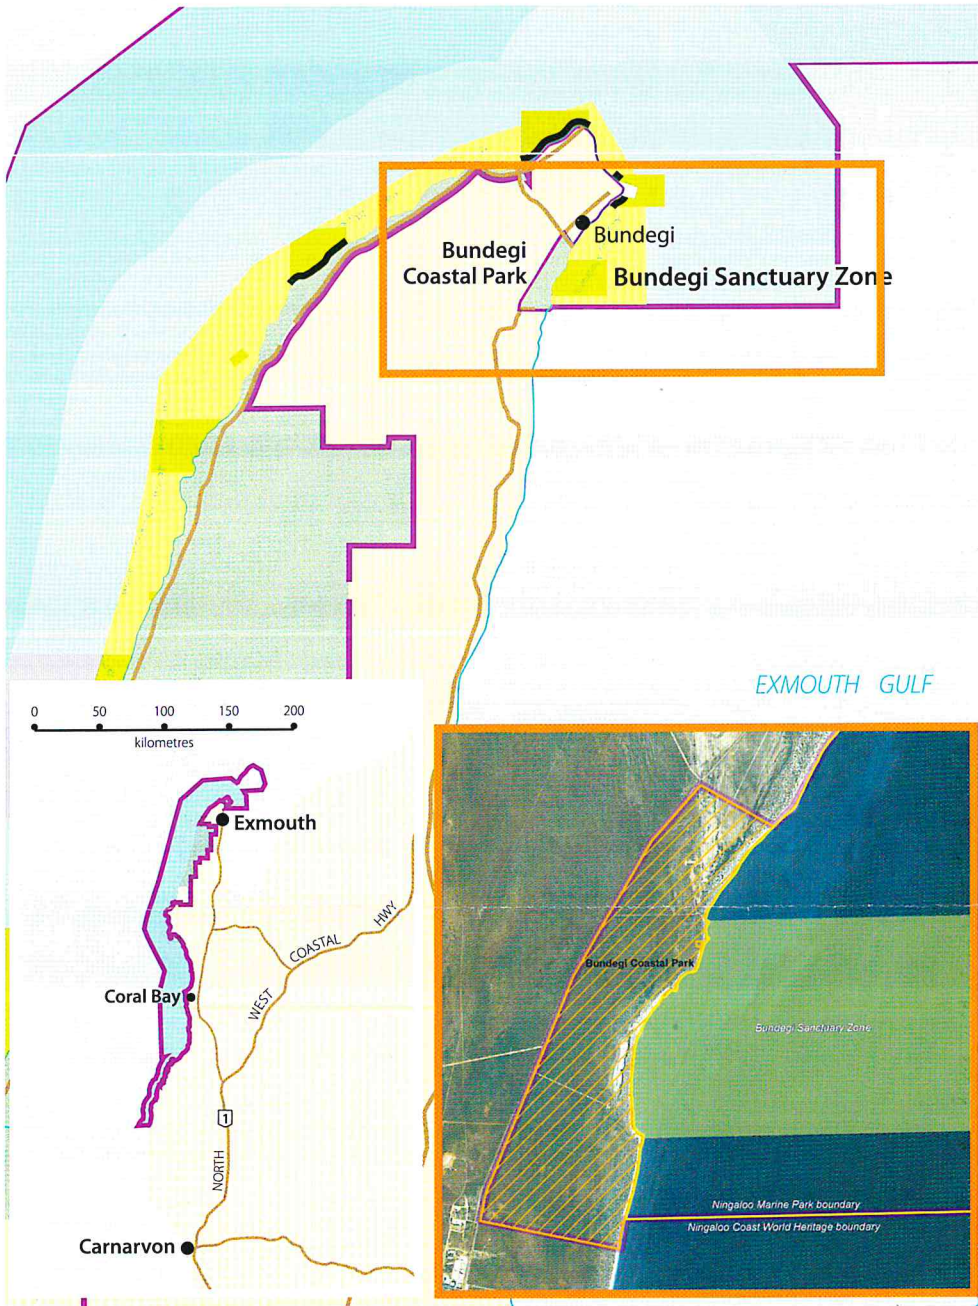 Bundegi
Bundegi
Coastal Park
Bundegi Sanctuary Zone
EXMOUTH GULF
0 50 100 150 200
kilometres
Exmouth
COASTAL
HWY
WEST
Coral Bay
1
NORTH
Carnarvon
Bundegi Coastal Park
Bundegi Sanctuary Zone
Ningaloo Marine Park boundary
Ningaloo Coast World Heritage boundary